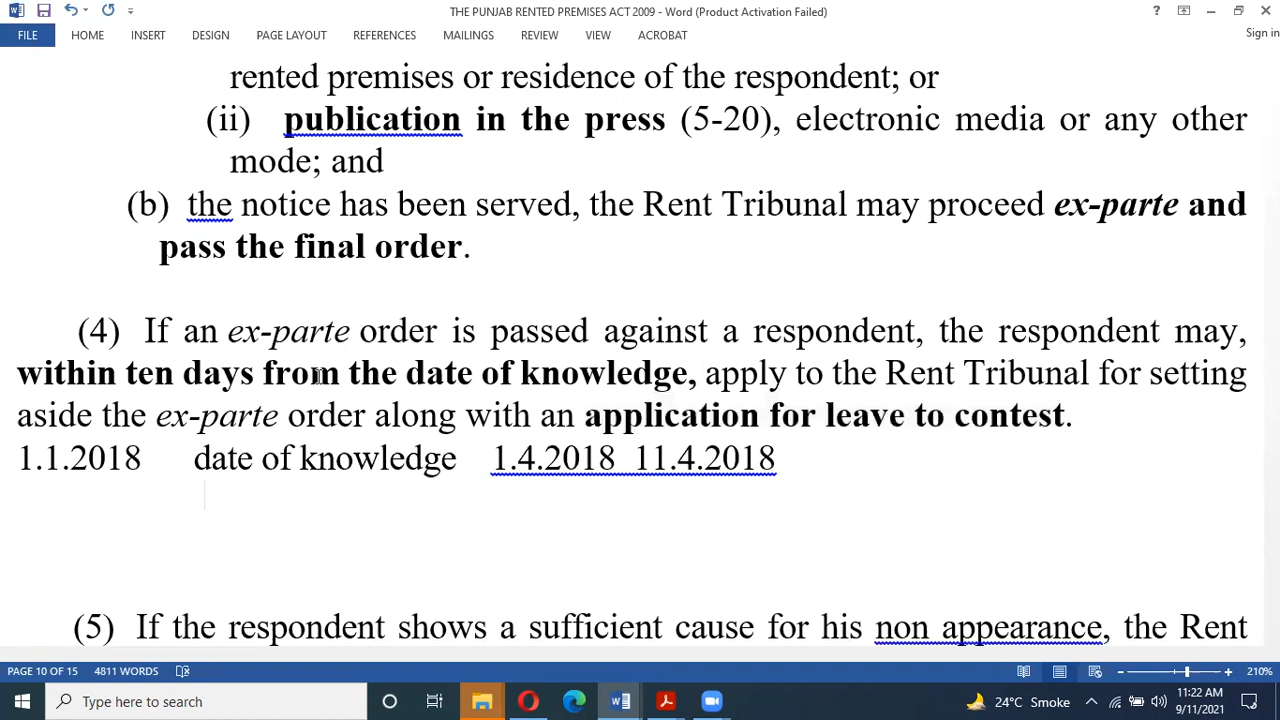 THE PUNJAB RENTED PREMISES ACT 2009 - Word (Product Activation Failed)
FILE HOME INSERT DESIGN PAGE LAYOUT REFERENCES MAILINGS REVIEW VIEW ACROBAT Sign in
rented premises or residence of the respondent; or
(ii) publication in the press (5-20), electronic media or any other
mode; and
(b) the notice has been served, the Rent Tribunal may proceed ex-parte and
pass the final order.
(4) If an ex-parte order is passed against a respondent, the respondent may,
within ten days from the date of knowledge, apply to the Rent Tribunal for setting
aside the ex-parte order along with an application for leave to contest.
1.1.2018 date of knowledge 1.4.2018 11.4.2018
(5) If the respondent shows a sufficient cause for his non appearance, the Rent
PAGE 10 OF 15 4811 WORDS 210%
Type here to search 24°C Smoke 11:22 AM
9/11/2021